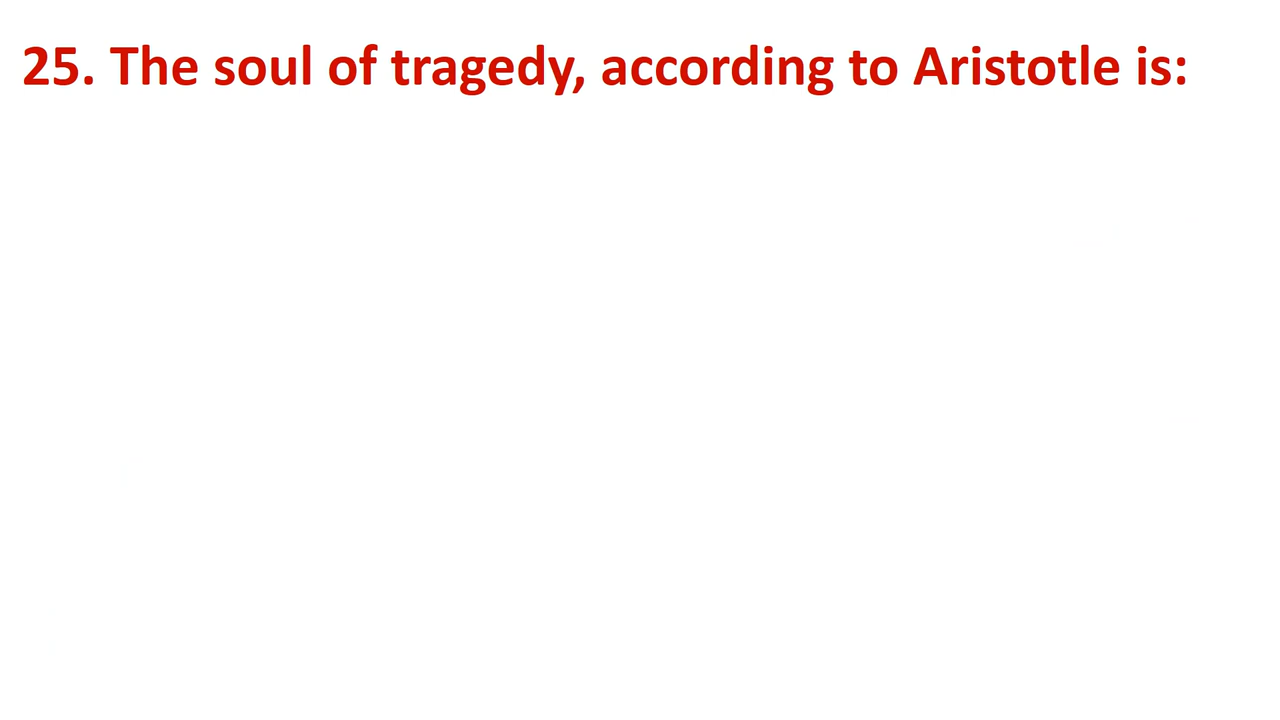 25. The soul of tragedy, according to Aristotle is: